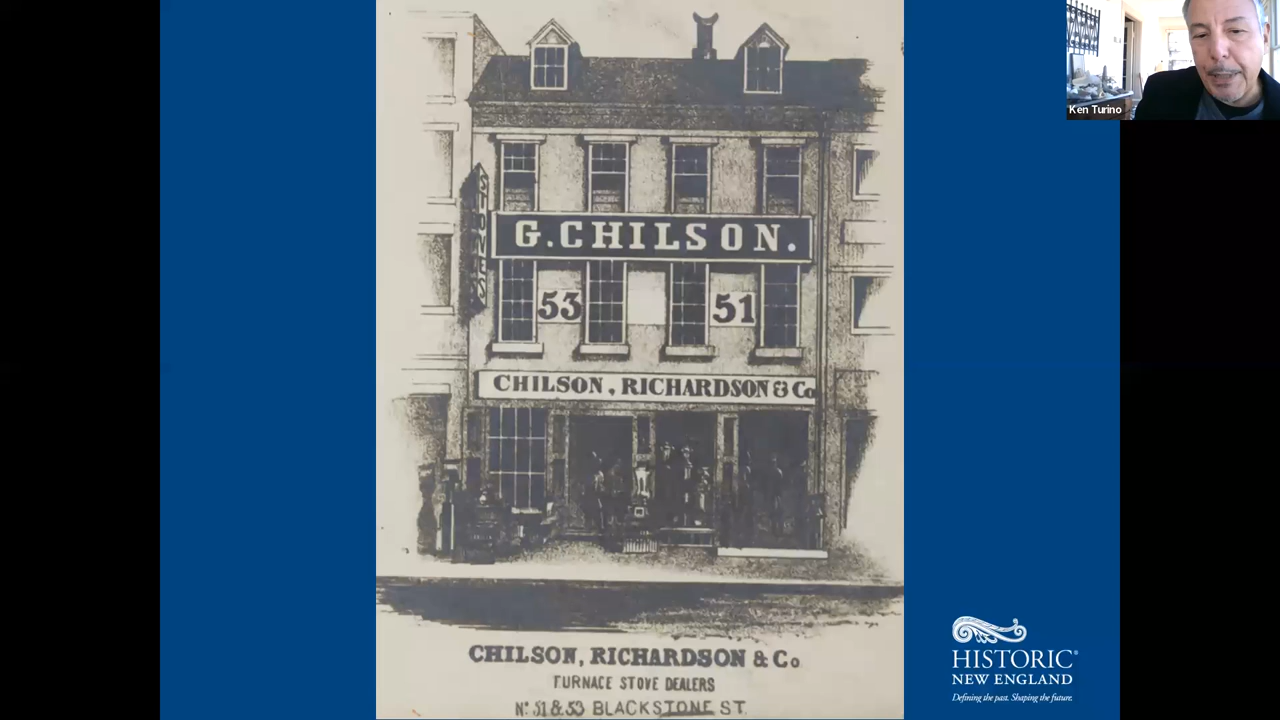 Ken Turino
STOVES
G. CHILSON.
53
51
CHILSON, RICHARDSON & Co
CHILSON, RICHARDSON & Co
FURNACE STOVE DEALERS
No. 51 & 53 BLACKSTONE ST.
HISTORIC®
NEW ENGLAND
Defining the past. Shaping the future.